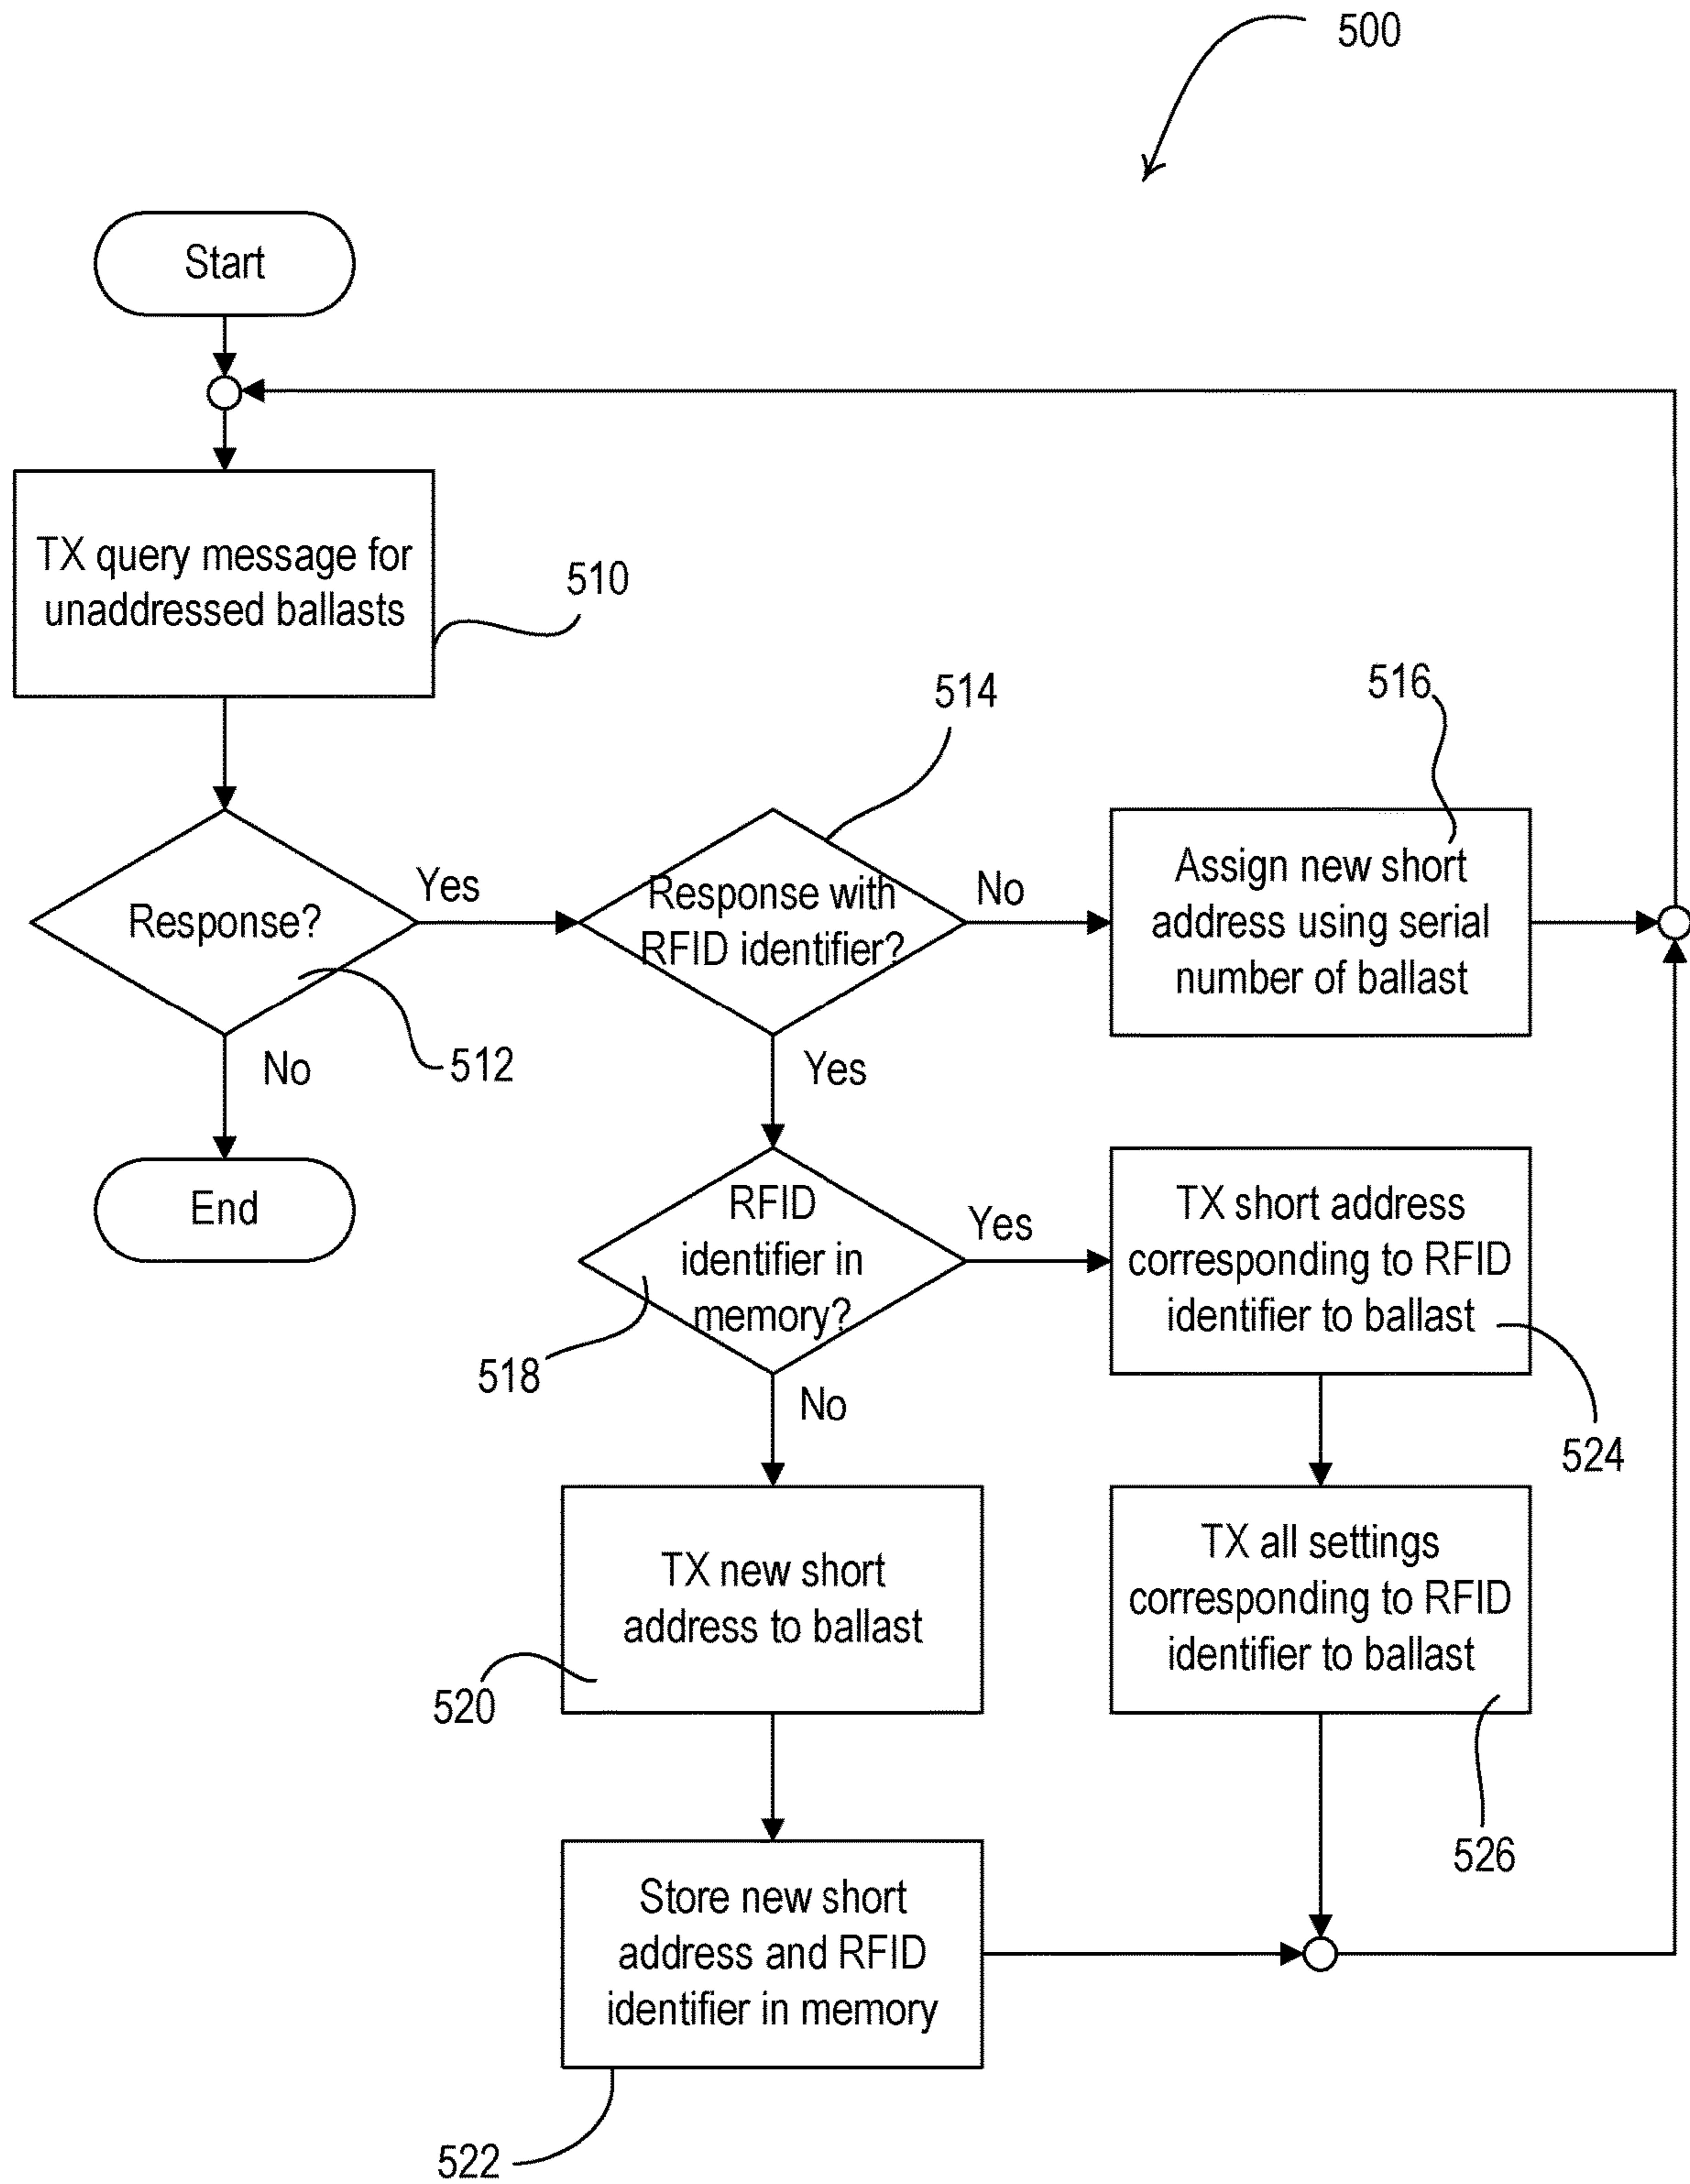 500
Start
TX query message for
unaddressed ballasts
510
514
516
Response?
Yes
Response with
RFID identifier?
No
Assign new short
address using serial
number of ballast
No
512
Yes
End
RFID
identifier in
memory?
Yes
TX short address
corresponding to RFID
identifier to ballast
518
No
524
TX new short
address to ballast
TX all settings
corresponding to RFID
identifier to ballast
520
526
Store new short
address and RFID
identifier in memory
522